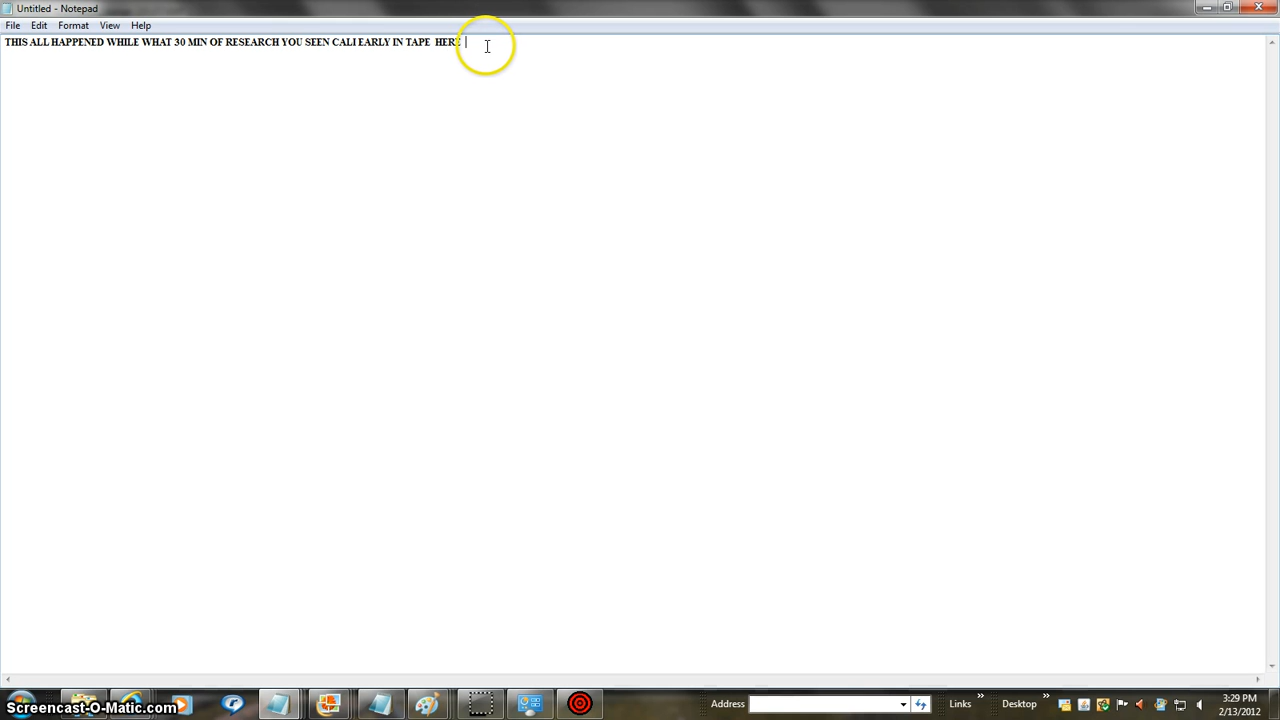 Untitled - Notepad
File Edit Format View Help
THIS ALL HAPPENED WHILE WHAT 30 MIN OF RESEARCH YOU SEEN CALI EARLY IN TAPE  HERE
Screencast-O-Matic.com
Address
Links
Desktop
3:29 PM
2/13/2012